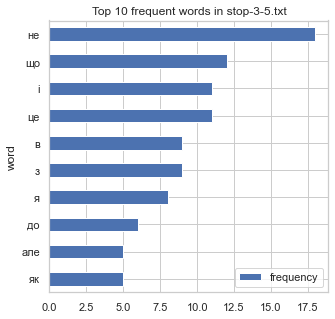 Top 10 frequent words in stop-3-5.txt
не
що
і
це
в
з
я
до
але
як
word
frequency
0.0 2.5 5.0 7.5 10.0 12.5 15.0 17.5